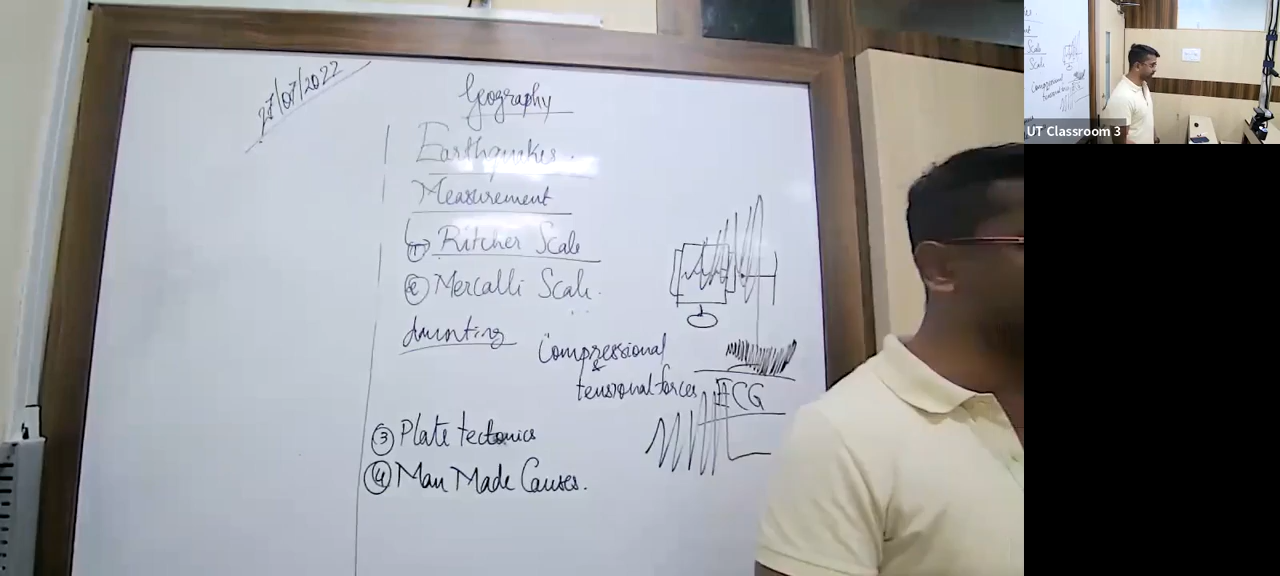 27/07/2022
Geography
Earthquakes.
Measurement
① Ritcher Scale
② Mercalli Scale.
Compressional
&
tensional forces
ECG
③ Plate tectonics
④ Man Made Causes.
UT Classroom 3